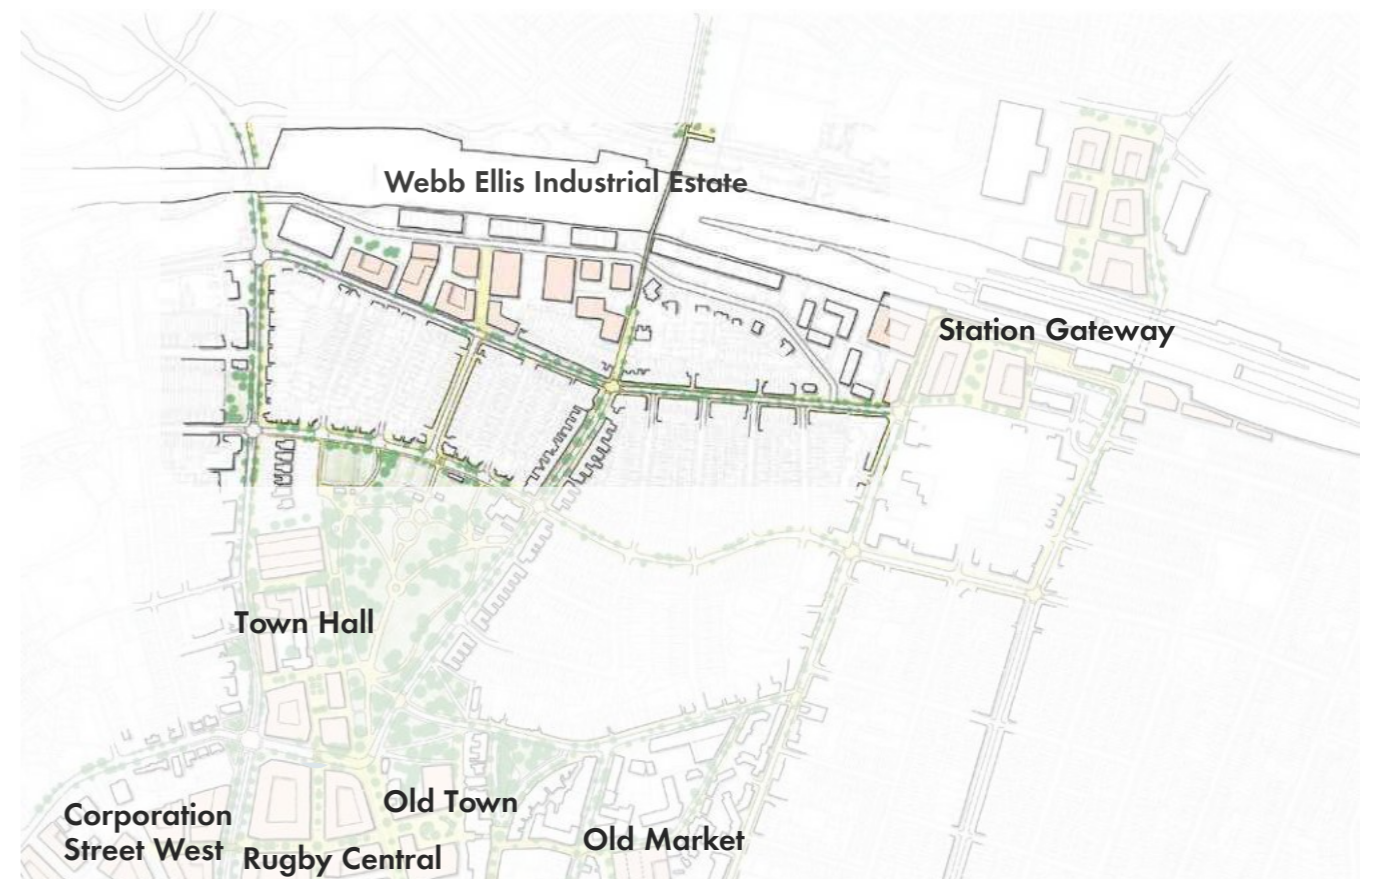 Webb Ellis Industrial Estate
Station Gateway
Town Hall
Corporation
Street West
Old Town
Rugby Central
Old Market